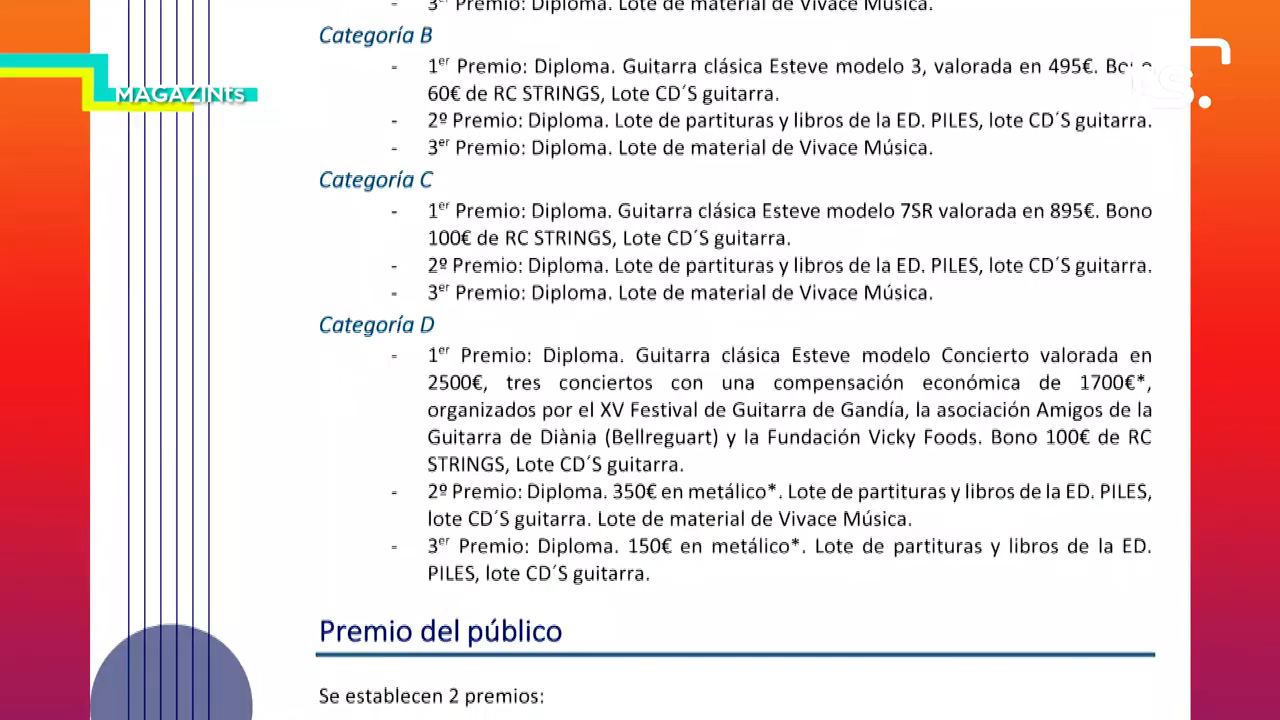 3er Premio: Diploma. Lote de material de Vivace Música.
Categoría B
- 1er Premio: Diploma. Guitarra clásica Esteve modelo 3, valorada en 495€. Bono
60€ de RC STRINGS, Lote CD´S guitarra.
- 2º Premio: Diploma. Lote de partituras y libros de la ED. PILES, lote CD´S guitarra.
- 3er Premio: Diploma. Lote de material de Vivace Música.
MAGAZINts
ts.
Categoría C
- 1er Premio: Diploma. Guitarra clásica Esteve modelo 7SR valorada en 895€. Bono
100€ de RC STRINGS, Lote CD´S guitarra.
- 2º Premio: Diploma. Lote de partituras y libros de la ED. PILES, lote CD´S guitarra.
- 3er Premio: Diploma. Lote de material de Vivace Música.
Categoría D
- 1er Premio: Diploma. Guitarra clásica Esteve modelo Concierto valorada en
2500€, tres conciertos con una compensación económica de 1700€*,
organizados por el XV Festival de Guitarra de Gandía, la asociación Amigos de la
Guitarra de Diània (Bellreguart) y la Fundación Vicky Foods. Bono 100€ de RC
STRINGS, Lote CD´S guitarra.
- 2º Premio: Diploma. 350€ en metálico*. Lote de partituras y libros de la ED. PILES,
lote CD´S guitarra. Lote de material de Vivace Música.
- 3er Premio: Diploma. 150€ en metálico*. Lote de partituras y libros de la ED.
PILES, lote CD´S guitarra.
Premio del público
Se establecen 2 premios: